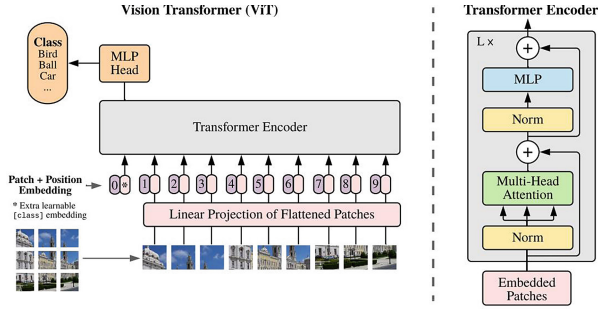 Vision Transformer (ViT)
Class
Bird
Ball
Car
...
MLP
Head
Transformer Encoder
Patch + Position
Embedding
* Extra learnable
[class] embedding
0 * 1 2 3 4 5 6 7 8 9
Linear Projection of Flattened Patches
Transformer Encoder
L x
+
MLP
Norm
+
Multi-Head
Attention
Norm
Embedded
Patches